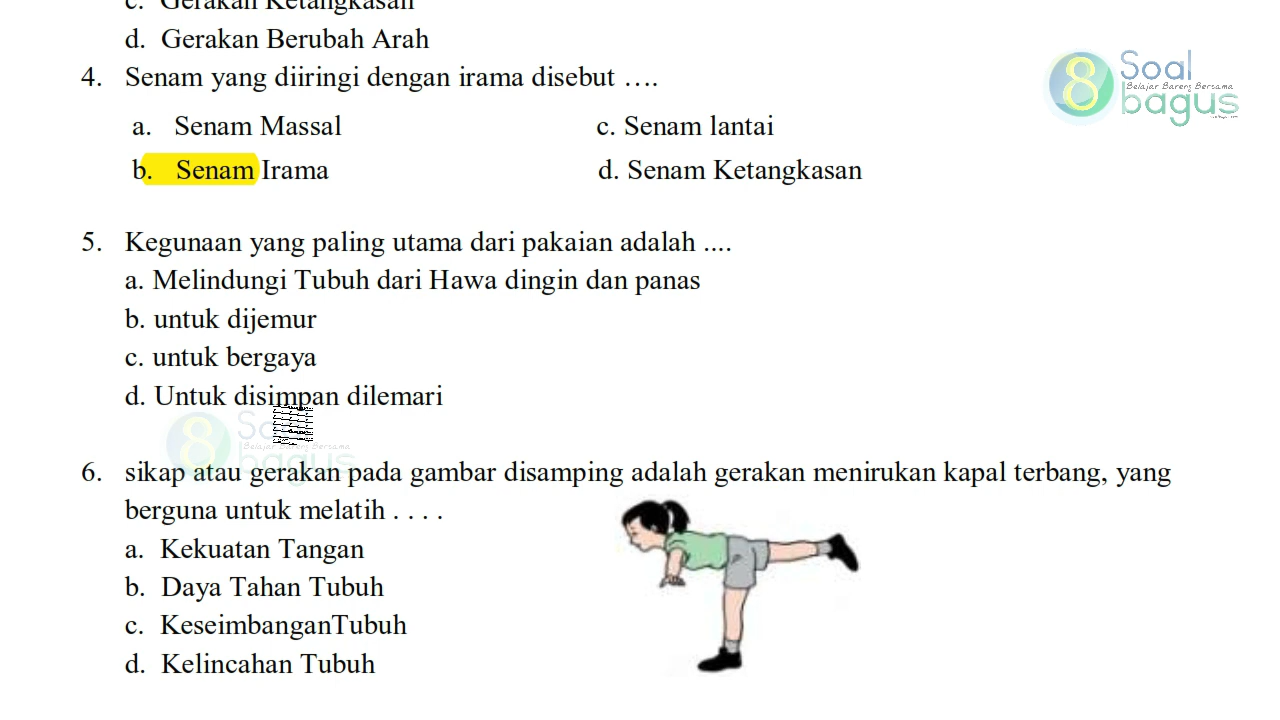 c. Gerakan Ketangkasan
d. Gerakan Berubah Arah
4. Senam yang diiringi dengan irama disebut ....
a. Senam Massal c. Senam lantai
b. Senam Irama d. Senam Ketangkasan
8 Soal bagus
Belajar Bareng Bersama
5. Kegunaan yang paling utama dari pakaian adalah ....
a. Melindungi Tubuh dari Hawa dingin dan panas
b. untuk dijemur
c. untuk bergaya
d. Untuk disimpan dilemari
6. sikap atau gerakan pada gambar disamping adalah gerakan menirukan kapal terbang, yang
berguna untuk melatih . . . .
a. Kekuatan Tangan
b. Daya Tahan Tubuh
c. KeseimbanganTubuh
d. Kelincahan Tubuh